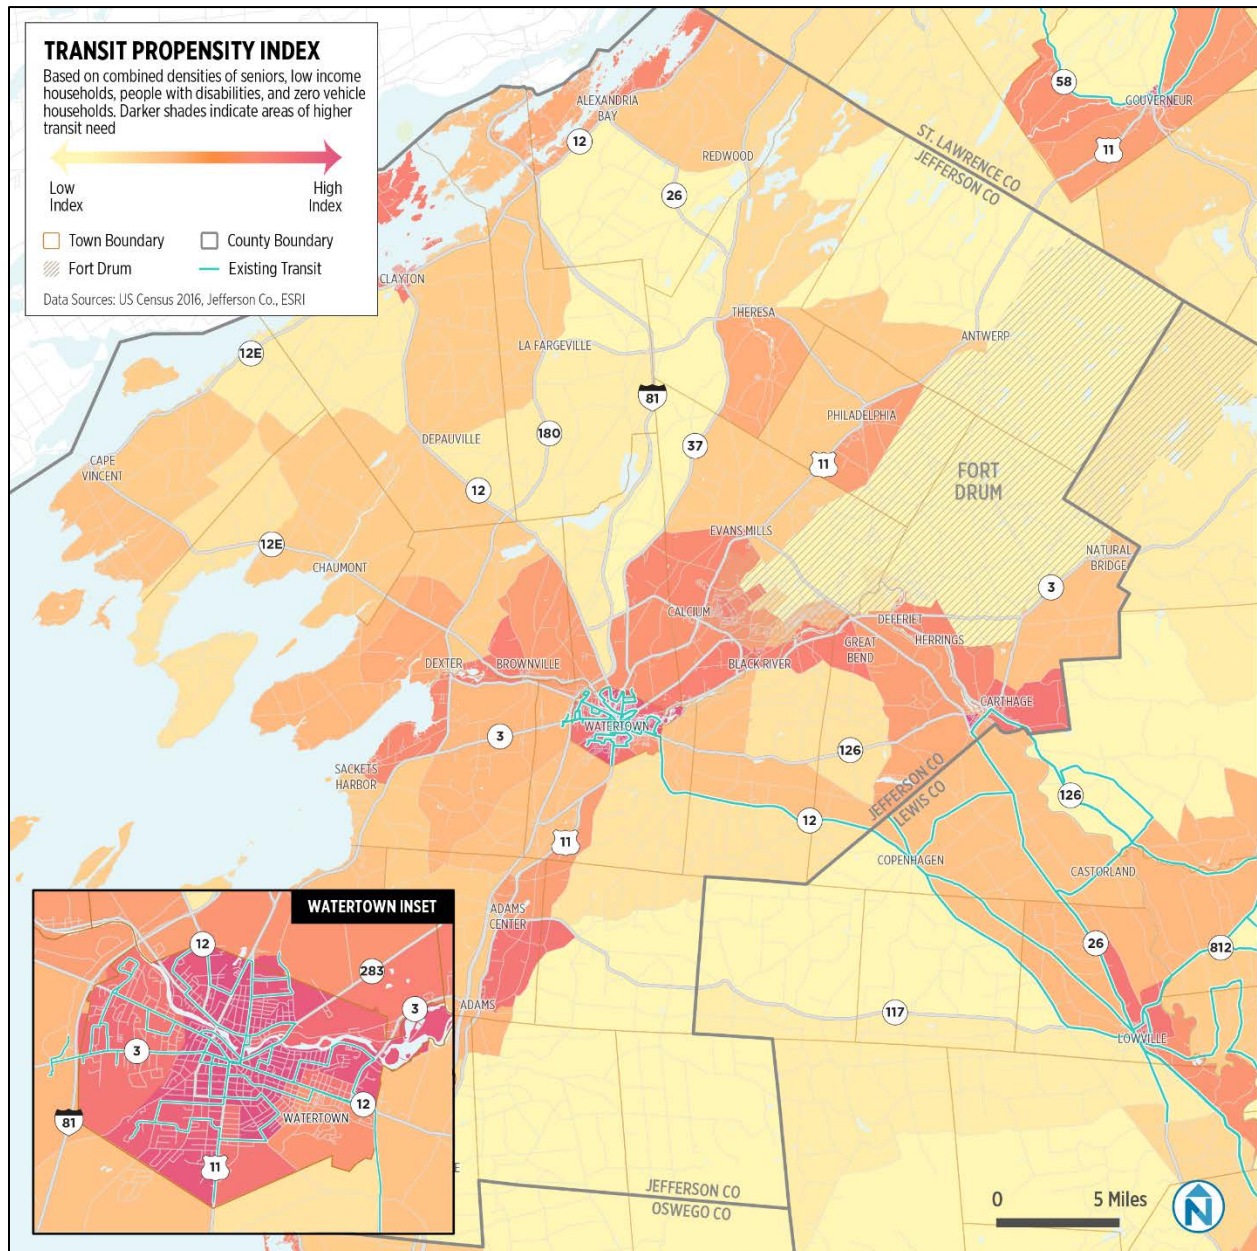 TRANSIT PROPENSITY INDEX
Based on combined densities of seniors, low income
households, people with disabilities, and zero vehicle
households. Darker shades indicate areas of higher
transit need
Low
Index
High
Index
Town Boundary
County Boundary
Fort Drum
Existing Transit
Data Sources: US Census 2016, Jefferson Co., ESRI
58
GOUVERNEUR
ALEXANDRIA
BAY
12
REDWOOD
11
ST. LAWRENCE CO
JEFFERSON CO
26
CLAYTON
THERESA
ANTWERP
12E
LA FARGEVILLE
81
PHILADELPHIA
180
DEPAUVILLE
37
CAPE
VINCENT
11
FORT
DRUM
12
EVANS MILLS
12E
CHAUMONT
NATURAL
BRIDGE
3
CALCIUM
DEFERIET
HERRINGS
GREAT
BEND
DEXTER
BROWNVILLE
BLACK RIVER
CARTHAGE
WATERTOWN
3
126
SACKETS
HARBOR
JEFFERSON CO
LEWIS CO
126
12
11
COPENHAGEN
CASTORLAND
WATERTOWN INSET
ADAMS
CENTER
12
26
812
283
3
ADAMS
117
LOWVILLE
3
12
WATERTOWN
81
11
E
JEFFERSON CO
OSWEGO CO
0 5 Miles
N